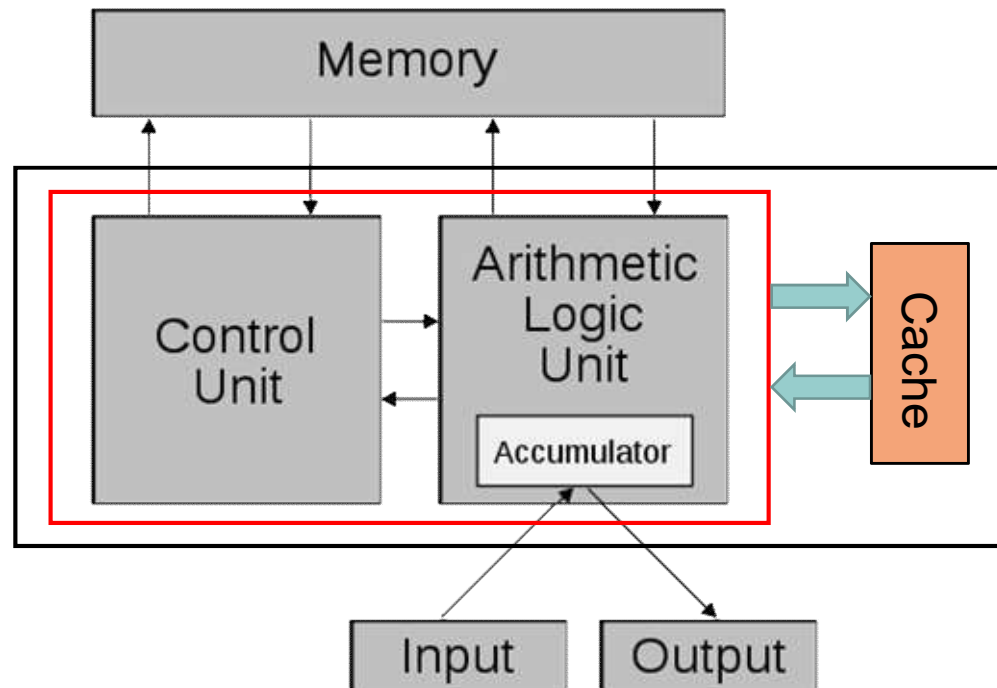 Memory
Control
Unit
Arithmetic
Logic
Unit
Accumulator
Cache
Input
Output